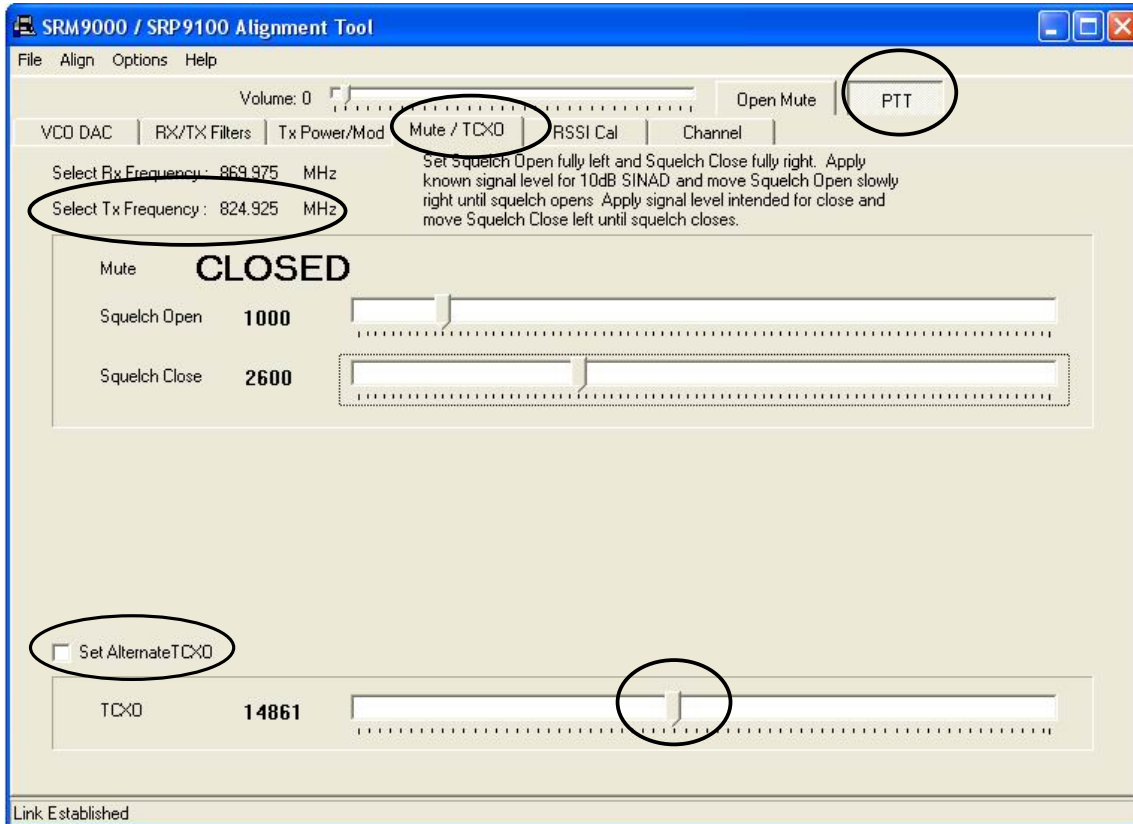 SRM9000 / SRP9100 Alignment Tool
File Align Options Help
Volume: 0 Open Mute PTT
VCO DAC RX/TX Filters Tx Power/Mod Mute / TCXO RSSI Cal Channel
Select Rx Frequency : 869.975 MHz
Select Tx Frequency : 824.925 MHz
Set Squelch Open fully left and Squelch Close fully right. Apply
known signal level for 10dB SINAD and move Squelch Open slowly
right until squelch opens Apply signal level intended for close and
move Squelch Close left until squelch closes.
Mute CLOSED
Squelch Open 1000
Squelch Close 2600
Set AlternateTCXO
TCXO 14861
Link Established